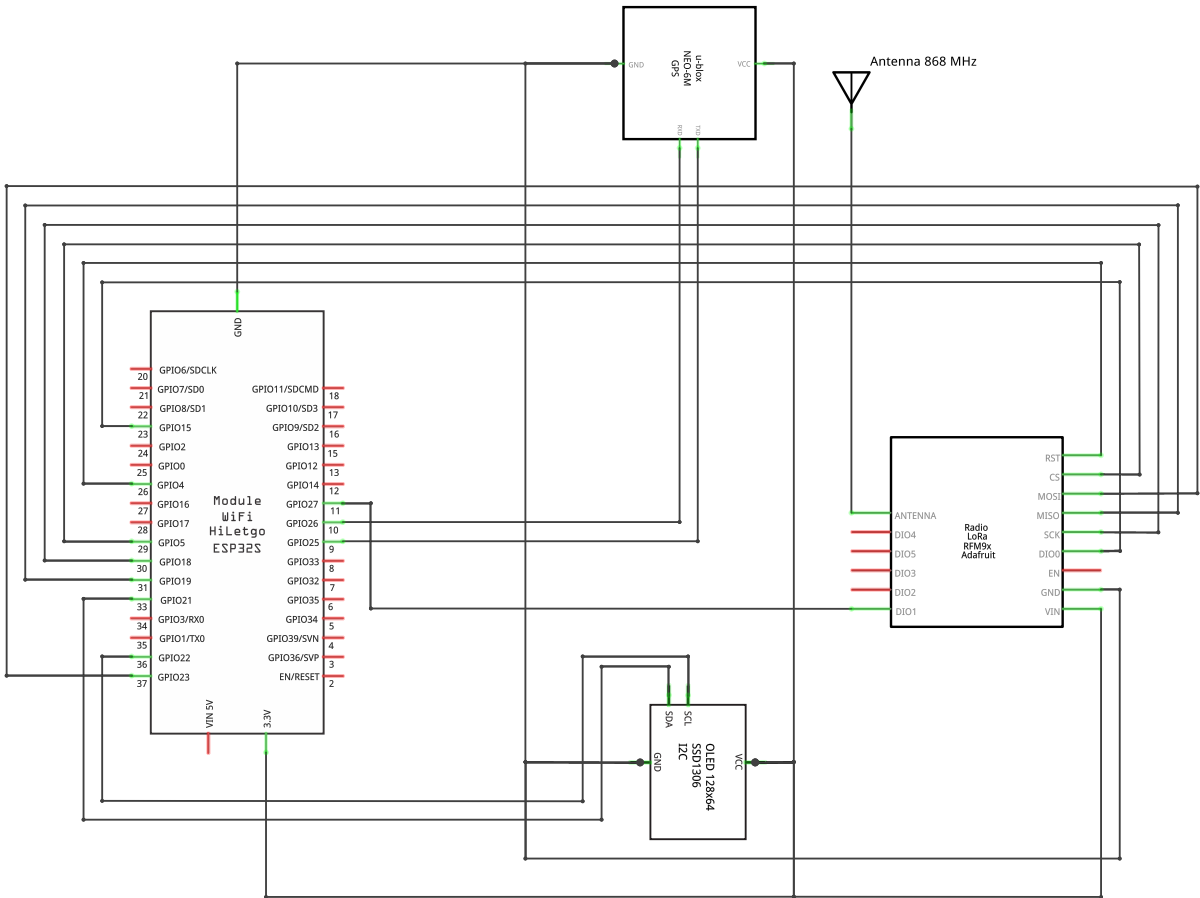 u-blox
NEO-6M
GPS
GND
VCC
RXD
TXD
Antenna 868 MHz
GND
GPIO6/SDCLK
20
GPIO7/SD0
21
GPIO8/SD1
22
GPIO15
23
GPIO2
24
GPIO0
25
GPIO4
26
GPIO16
27
GPIO17
28
GPIO5
29
GPIO18
30
GPIO19
31
GPIO21
33
GPIO3/RX0
34
GPIO1/TX0
35
GPIO22
36
GPIO23
37
GPIO11/SDCMD
18
GPIO10/SD3
17
GPIO9/SD2
16
GPIO13
15
GPIO12
13
GPIO14
12
GPIO27
11
GPIO26
10
GPIO25
9
GPIO33
8
GPIO32
7
GPIO35
6
GPIO34
5
GPIO39/SVN
4
GPIO36/SVP
3
EN/RESET
2
Module
WiFi
HiLetgo
ESP32S
VIN 5V
3.3V
ANTENNA
DIO4
DIO5
DIO3
DIO2
DIO1
Radio
LoRa
RFM9x
Adafruit
RST
CS
MOSI
MISO
SCK
DIO0
EN
GND
VIN
SDA
SCL
GND
VCC
OLED 128x64
SSD1306
I2C